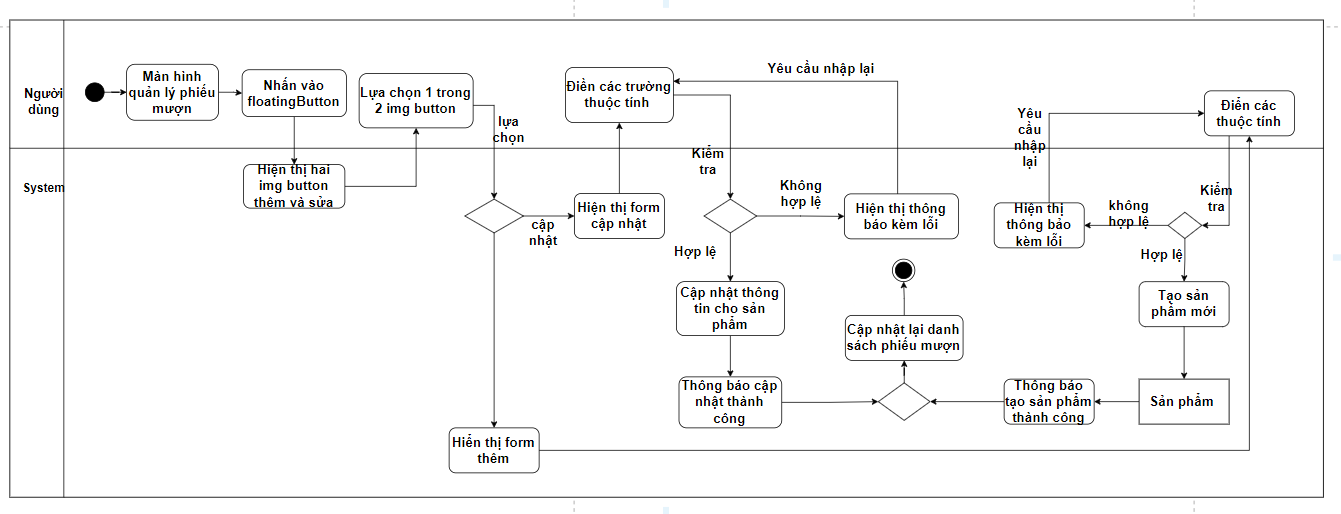 Người
dùng
Màn hình
quản lý phiếu
mượn
Nhấn vào
floatingButton
Lựa chọn 1 trong
2 img button
lựa
chọn
Điền các trường
thuộc tính
Yêu cầu nhập lại
Yêu
cầu
nhập
lại
Điển các
thuộc tính
System
Hiện thị hai
img button
thêm và sửa
Kiểm
tra
cập
nhật
Hiện thị form
cập nhật
Không
hợp lệ
Hiện thị thông
báo kèm lỗi
Hiện thị
thông bảo
kèm lỗi
không
hợp lệ
Kiểm
tra
Hợp lệ
Hợp lệ
Cập nhật thông
tin cho sản
phẩm
Cập nhật lại danh
sách phiếu mượn
Tạo sản
phẩm mới
Thông báo cập
nhật thành
công
Thông báo
tạo sản phẩm
thành công
Sản phẩm
Hiển thị form
thêm